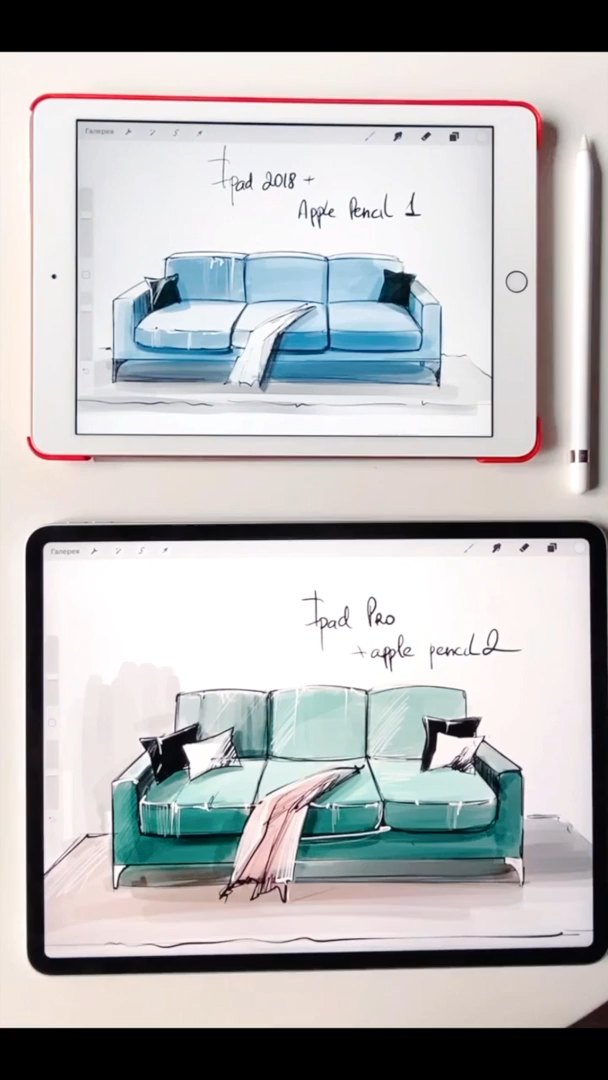 Галерея
Ipad 2018 +
Apple Pencil 1
Галерея
Ipad Pro
+apple pencil 2